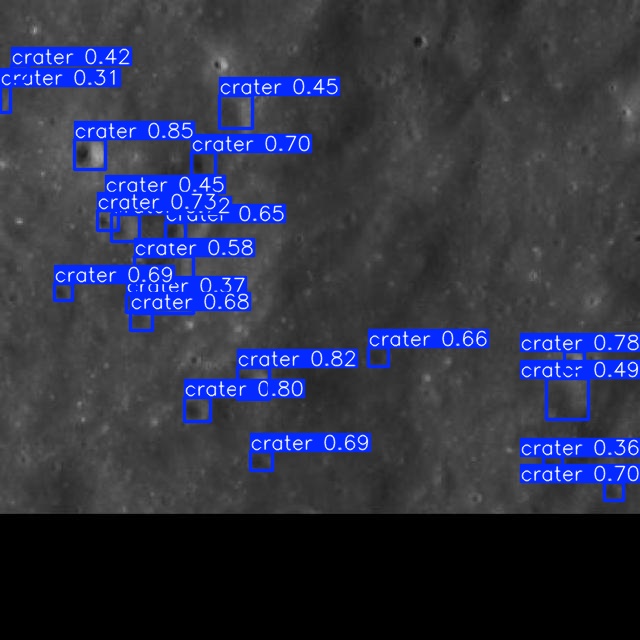 crater 0.42
crater 0.31
crater 0.45
crater 0.85
crater 0.70
crater 0.45
crater 0.73
crater 0.65
crater 0.58
crater 0.69
crater 0.37
crater 0.68
crater 0.66
crater 0.78
crater 0.82
crater 0.49
crater 0.80
crater 0.69
crater 0.36
crater 0.70